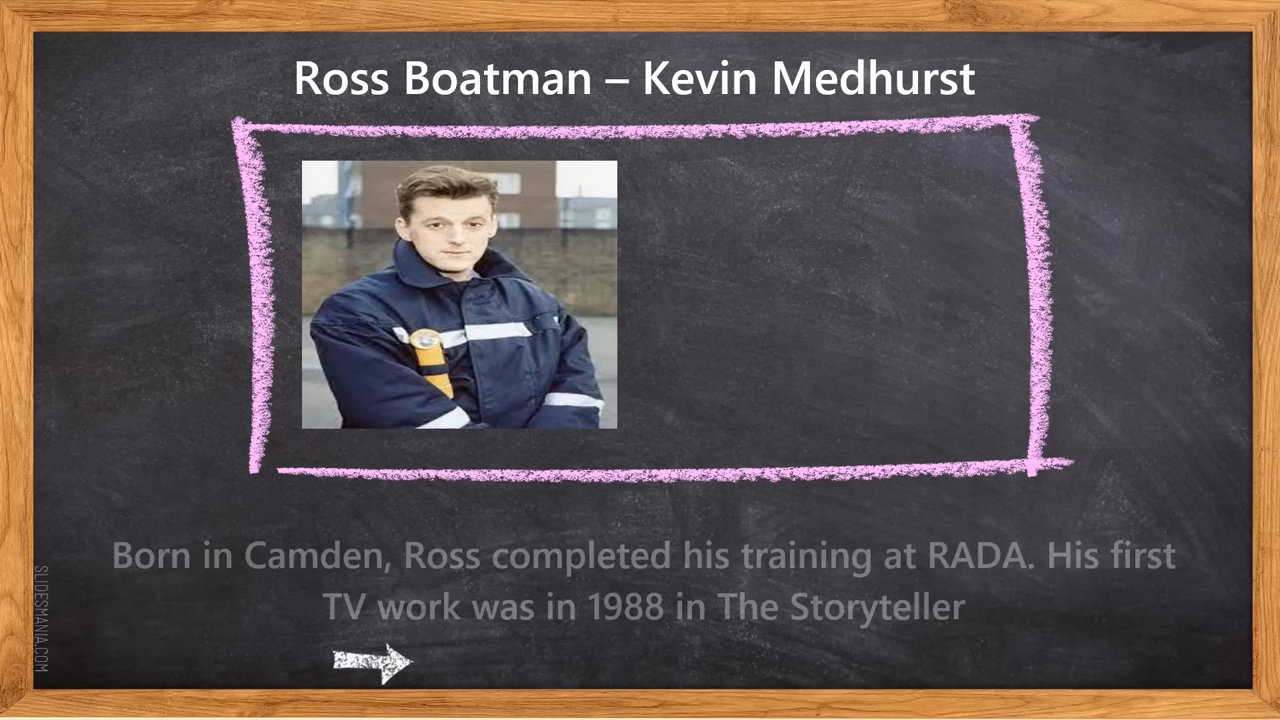 Ross Boatman – Kevin Medhurst
Born in Camden, Ross completed his training at RADA. His first
TV work was in 1988 in The Storyteller
SLIDESMANIA.COM